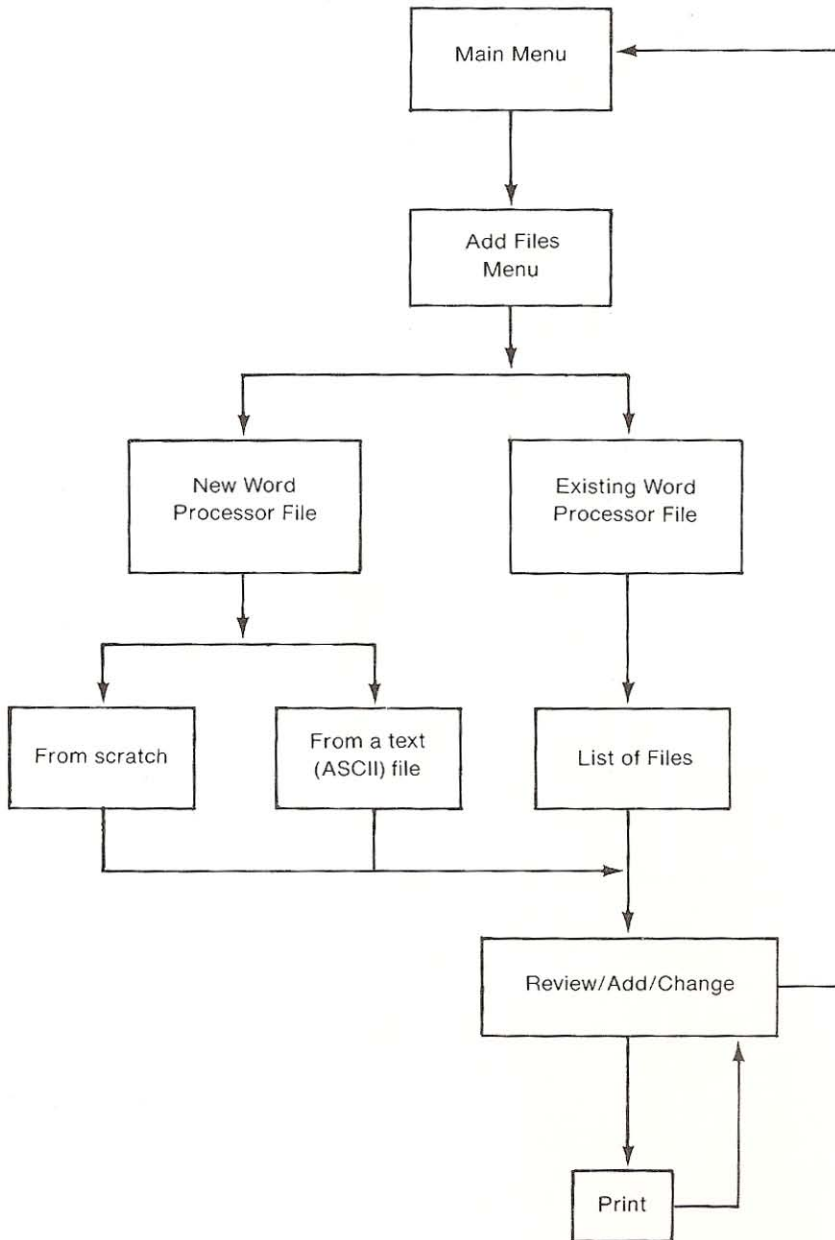 Main Menu
Add Files
Menu
New Word
Processor File
Existing Word
Processor File
From scratch
From a text
(ASCII) file
List of Files
Review/Add/Change
Print